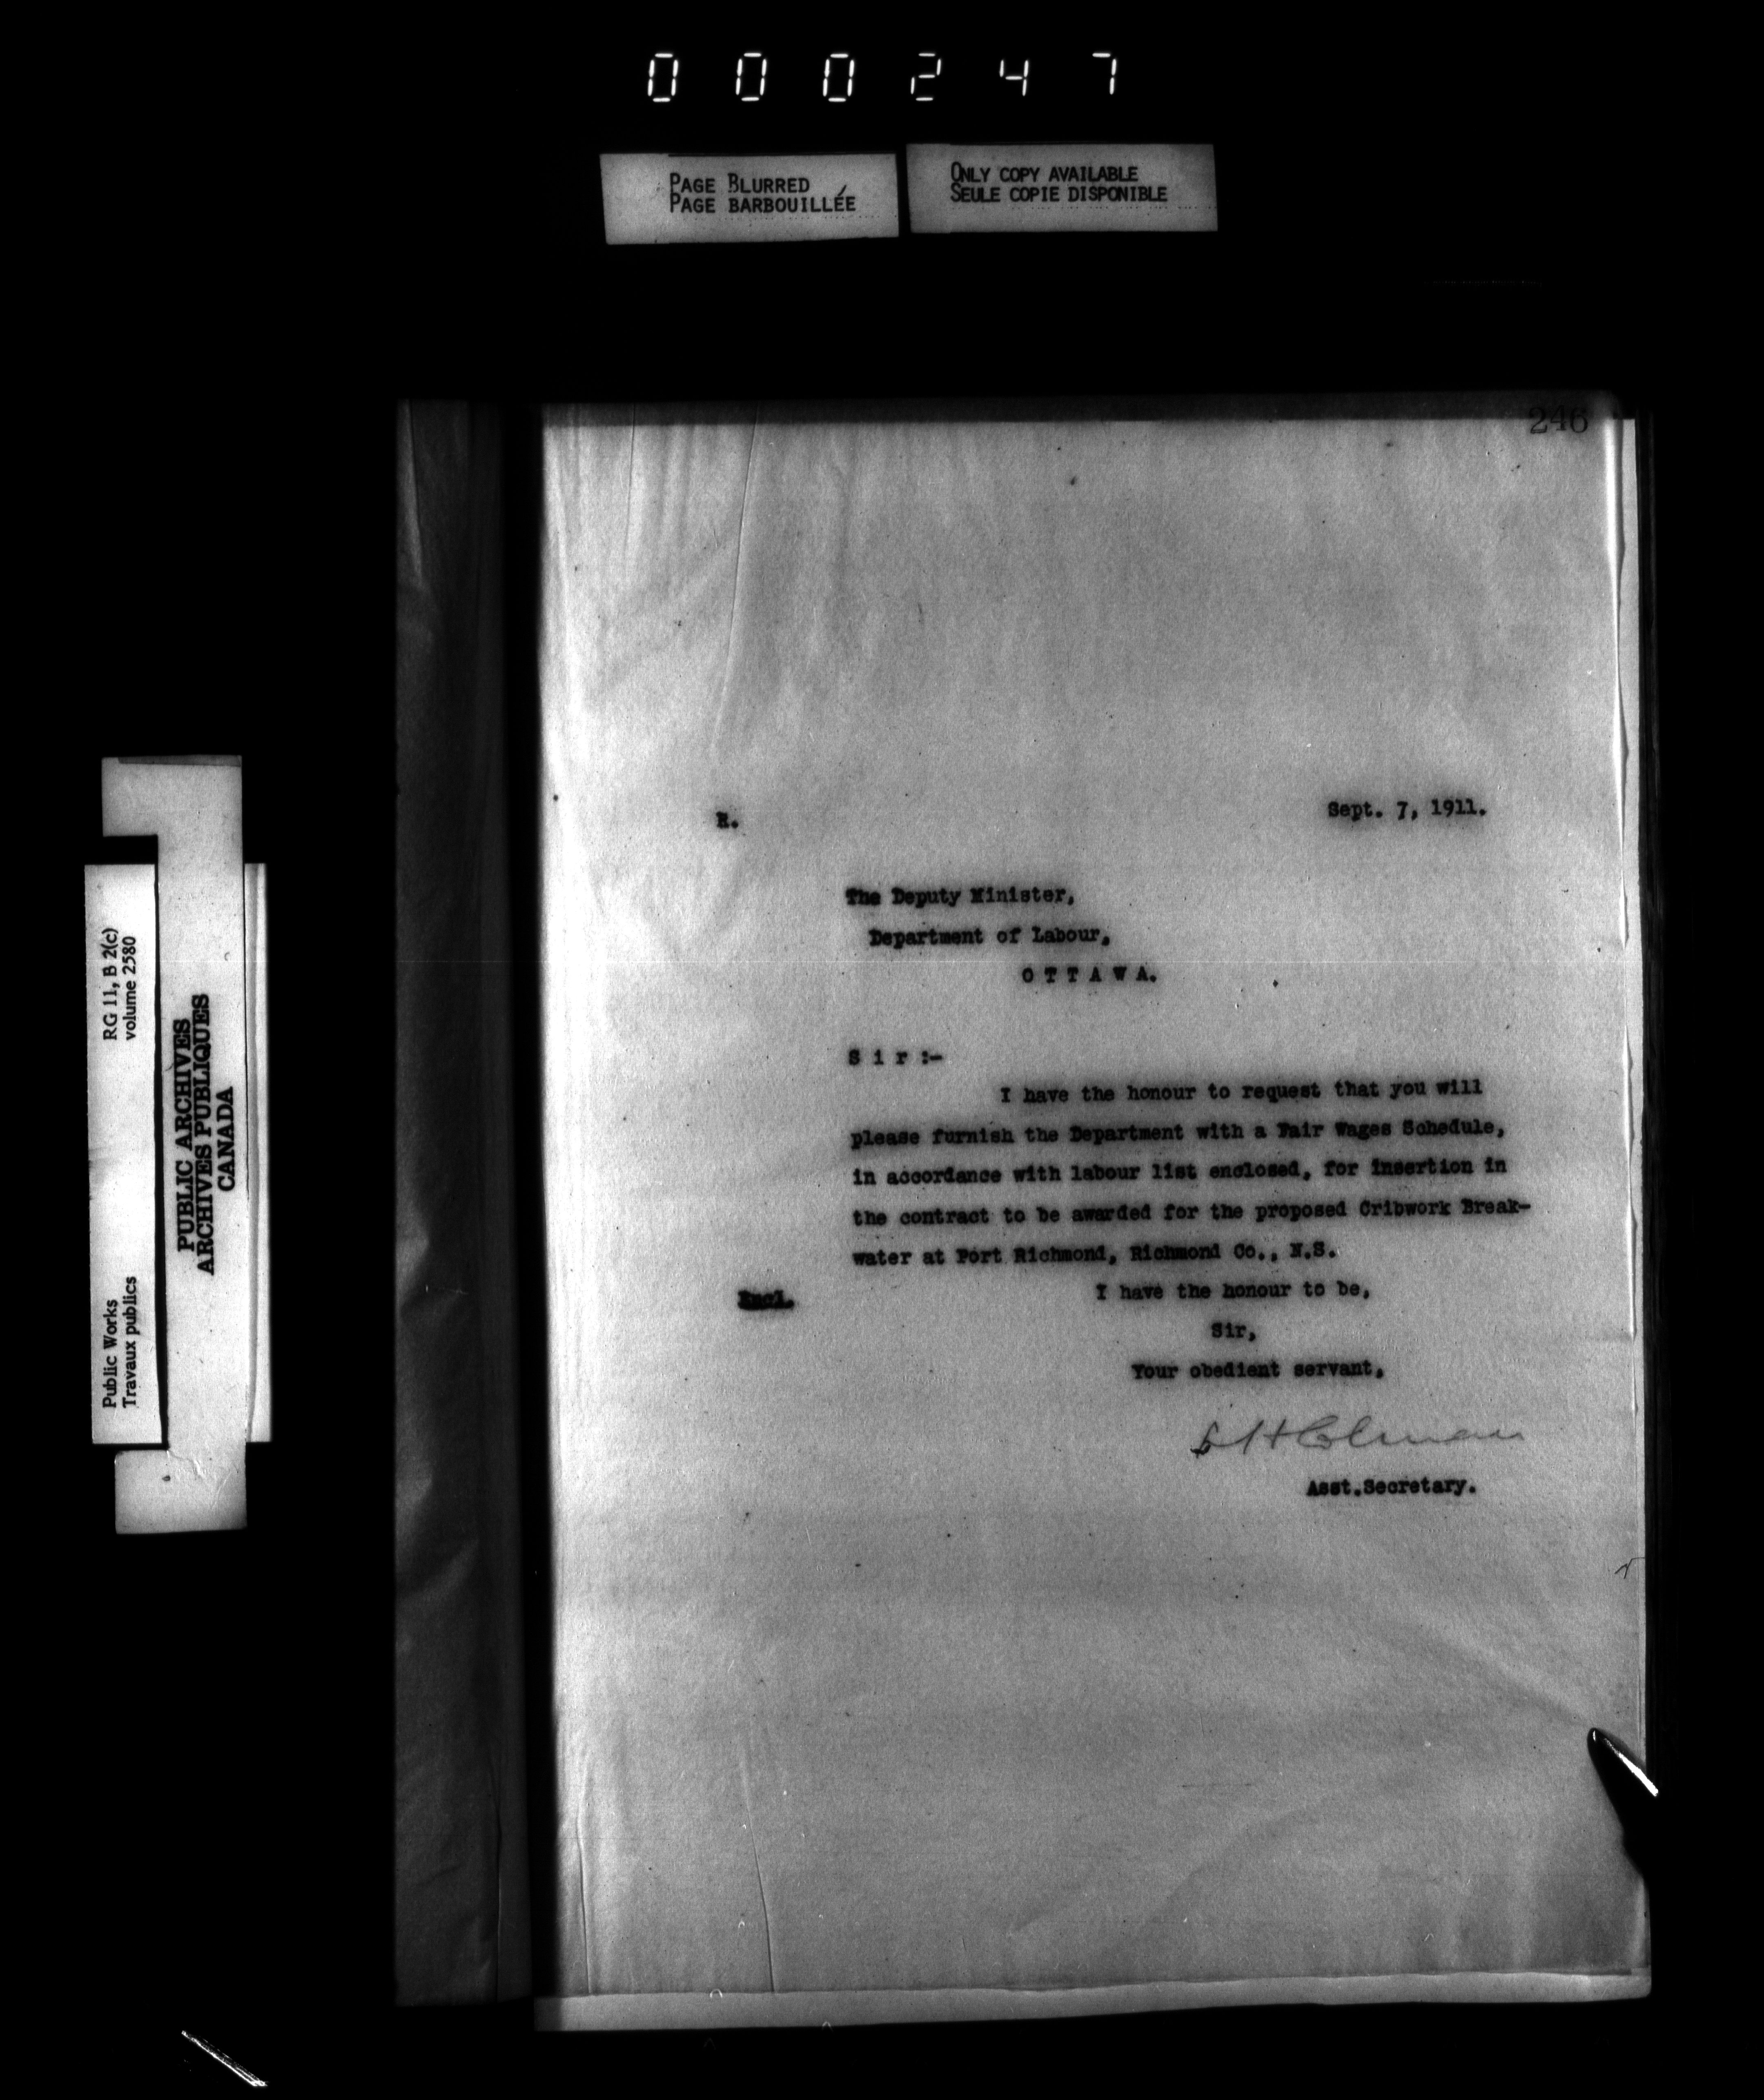 000247
PAGE BLURRED
PAGE BARBOUILLÉE
ONLY COPY AVAILABLE
SEULE COPIE DISPONIBLE
246
R.
Sept. 7, 1911.
The Deputy Minister,
Department of Labour,
O T T A W A.
S i r :-
I have the honour to request that you will
please furnish the Department with a Fair Wages Schedule,
in accordance with labour list enclosed, for insertion in
the contract to be awarded for the proposed Cribwork Break-
water at Port Richmond, Richmond Co., N.S.
Encl.
I have the honour to be,
Sir,
Your obedient servant,
Asst.Secretary.
RG 11, B 2(c)
volume 2580
Public Works
Travaux publics
PUBLIC ARCHIVES
ARCHIVES PUBLIQUES
CANADA